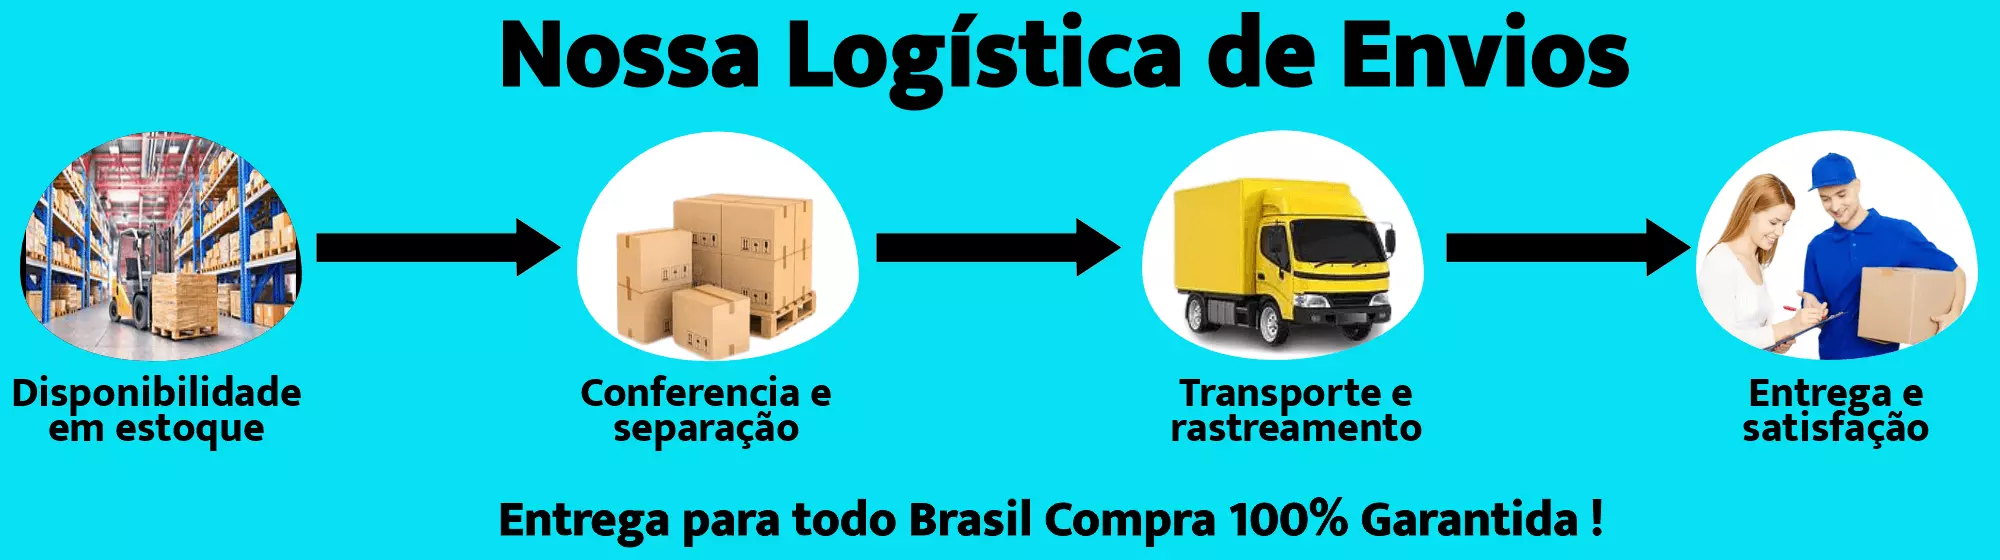 Nossa Logística de Envios
Disponibilidade
em estoque
Conferencia e
separação
Transporte e
rastreamento
Entrega e
satisfação
Entrega para todo Brasil Compra 100% Garantida !